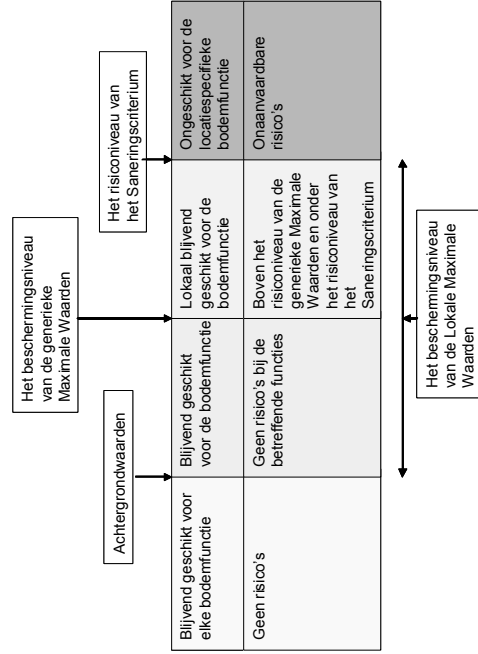 Het beschermingsniveau
van de generieke
Maximale Waarden
Het risiconiveau van
het Saneringscriterium
Achtergrondwaarden
Blijvend geschikt voor
elke bodemfunctie
Blijvend geschikt
voor de bodemfunctie
Lokaal blijvend
geschikt voor de
bodemfunctie
Ongeschikt voor de
locatiespecifieke
bodemfunctie
Geen risico's
Geen risico's bij de
betreffende functies
Boven het
risiconiveau van de
generieke Maximale
Waarden en onder
het risiconiveau van
het
Saneringscriterium
Onaanvaardbare
risico's
Het beschermingsniveau
van de Lokale Maximale
Waarden